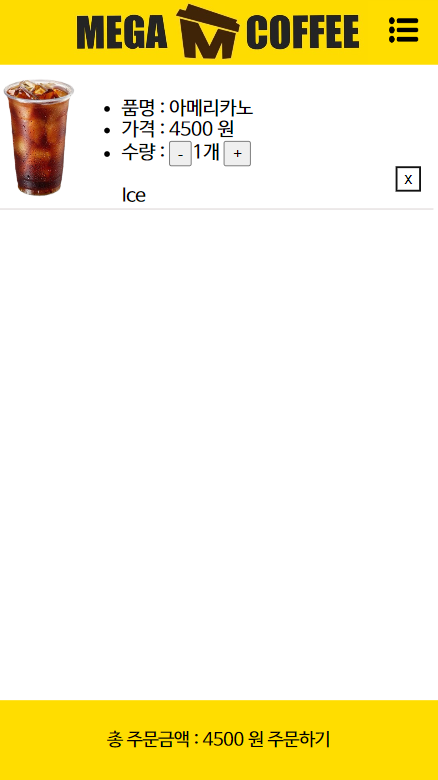 MEGA COFFEE
품명 : 아메리카노
가격 : 4500 원
수량 : - 1개 +
Ice
x
총 주문금액 : 4500 원 주문하기